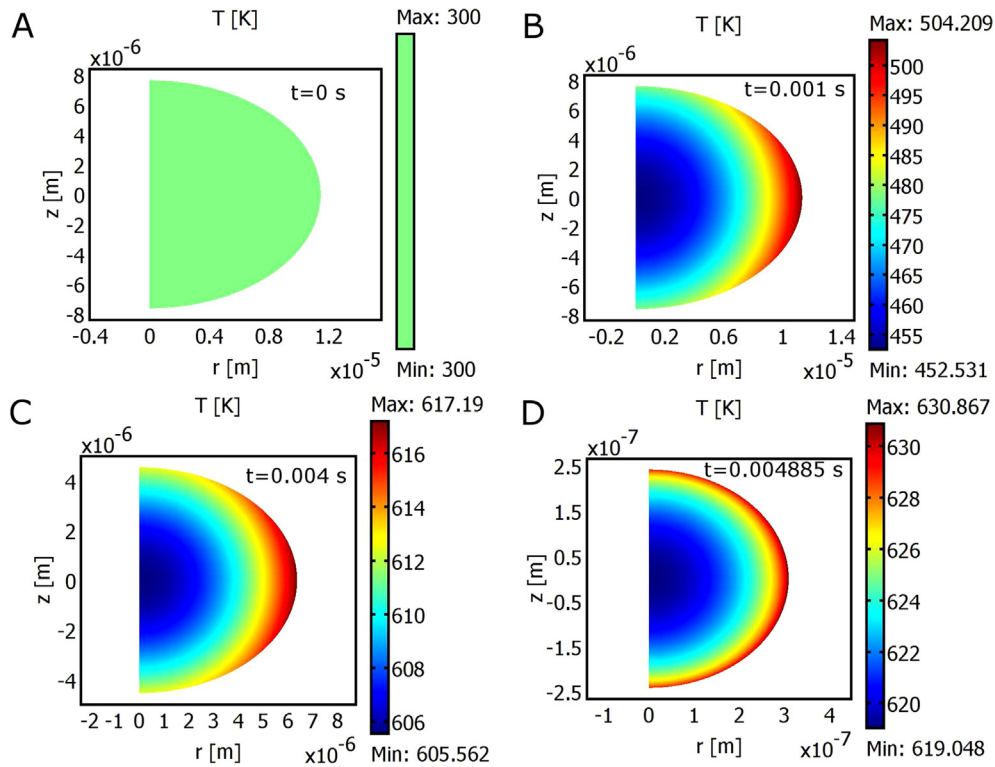 A
T [K]
Max: 300
x10-6
t=0 s
8
6
4
2
0
-2
-4
-6
-8
z [m]
-0.4 0 0.4 0.8 1.2
r [m]
x10-5
Min: 300
B
T [K]
Max: 504.209
x10-6
t=0.001 s
8
6
4
2
0
-2
-4
-6
-8
z [m]
-0.2 0.2 0.6 1 1.4
r [m]
x10-5
500
495
490
485
480
475
470
465
460
455
Min: 452.531
C
T [K]
Max: 617.19
x10-6
t=0.004 s
4
2
0
-2
-4
z [m]
-2 -1 0 1 2 3 4 5 6 7 8
r [m]
x10-6
616
614
612
610
608
606
Min: 605.562
D
T [K]
Max: 630.867
x10-7
t=0.004885 s
2.5
1.5
0.5
-0.5
-1.5
-2.5
z [m]
-1 0 1 2 3 4
r [m]
x10-7
630
628
626
624
622
620
Min: 619.048